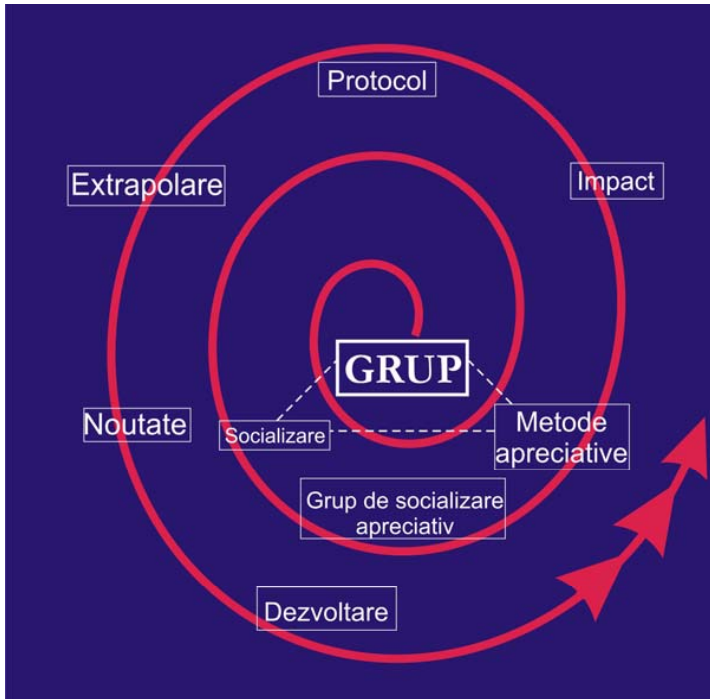 Protocol
Extrapolare
Impact
GRUP
Noutate
Socializare
Metode
apreciative
Grup de socializare
apreciativ
Dezvoltare